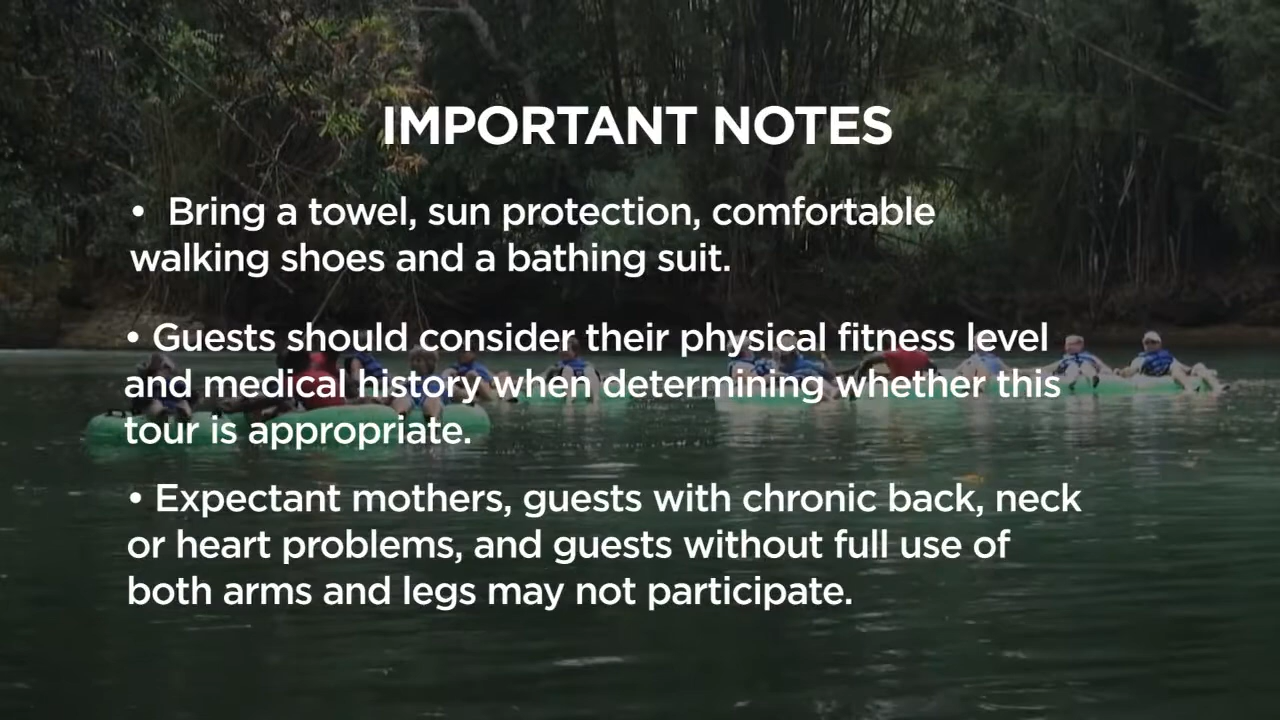 IMPORTANT NOTES
• Bring a towel, sun protection, comfortable
walking shoes and a bathing suit.
• Guests should consider their physical fitness level
and medical history when determining whether this
tour is appropriate.
• Expectant mothers, guests with chronic back, neck
or heart problems, and guests without full use of
both arms and legs may not participate.